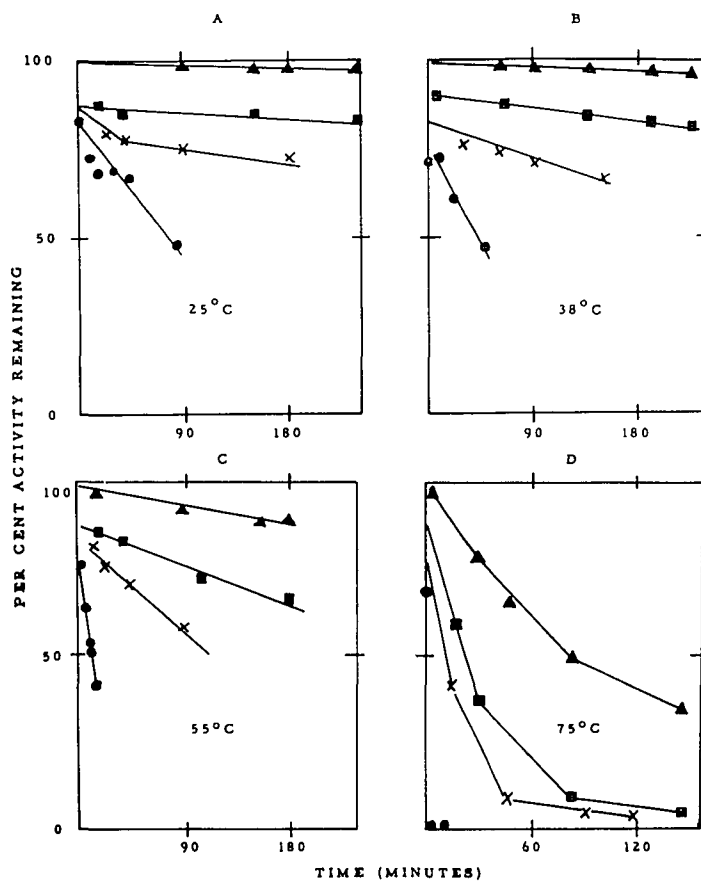 A
B
100
50
0
25°C
38°C
90
180
90
180
C
D
100
50
0
55°C
75°C
90
180
60
120
PER CENT ACTIVITY REMAINING
TIME (MINUTES)